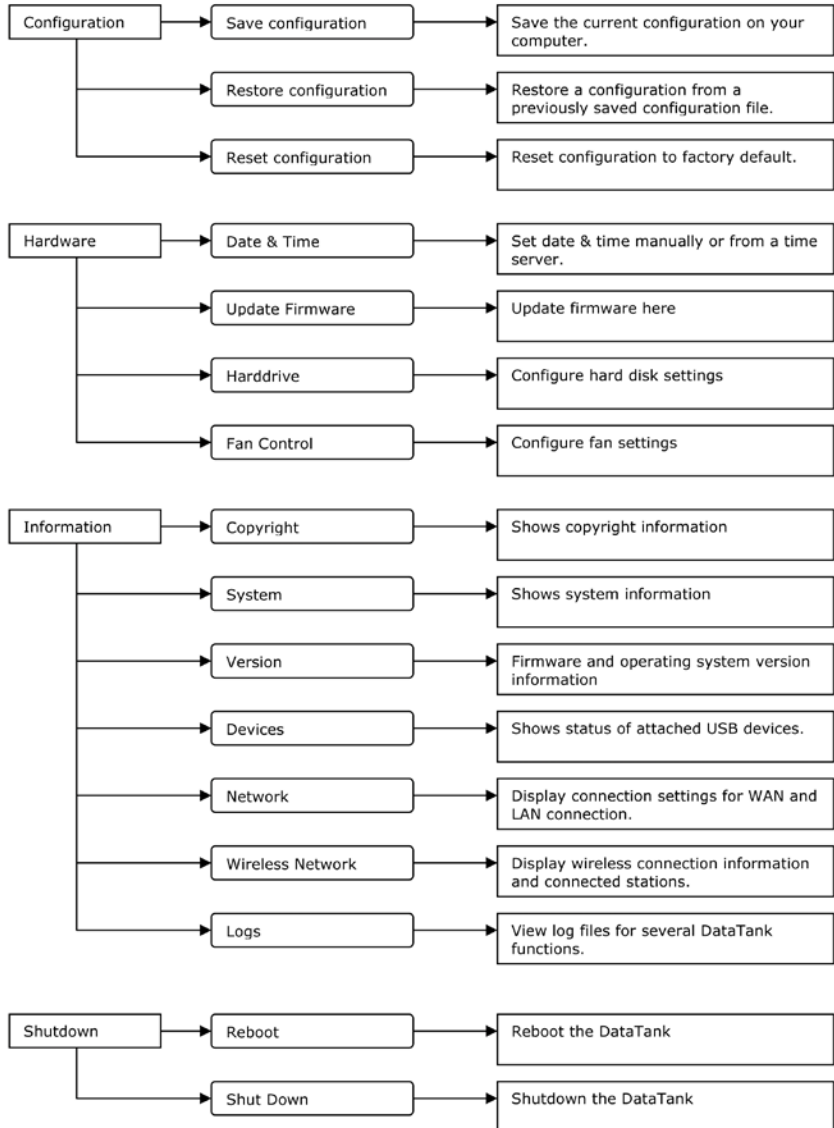 Configuration
Save configuration
Save the current configuration on your
computer.
Restore configuration
Restore a configuration from a
previously saved configuration file.
Reset configuration
Reset configuration to factory default.
Hardware
Date & Time
Set date & time manually or from a time
server.
Update Firmware
Update firmware here
Harddrive
Configure hard disk settings
Fan Control
Configure fan settings
Information
Copyright
Shows copyright information
System
Shows system information
Version
Firmware and operating system version
information
Devices
Shows status of attached USB devices.
Network
Display connection settings for WAN and
LAN connection.
Wireless Network
Display wireless connection information
and connected stations.
Logs
View log files for several DataTank
functions.
Shutdown
Reboot
Reboot the DataTank
Shut Down
Shutdown the DataTank